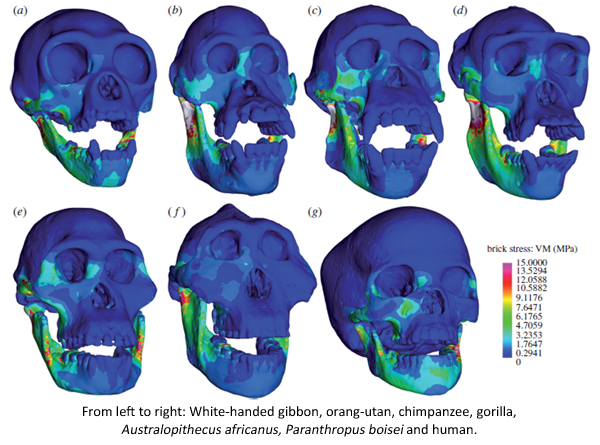 (a) (b) (c) (d)
(e) (f) (g)
brick stress: VM (MPa)
15.0000
13.5294
12.0588
10.5882
9.1176
7.6471
6.1765
4.7059
3.2353
1.7647
0.2941
0
From left to right: White-handed gibbon, orang-utan, chimpanzee, gorilla,
Australopithecus africanus, Paranthropus boisei and human.